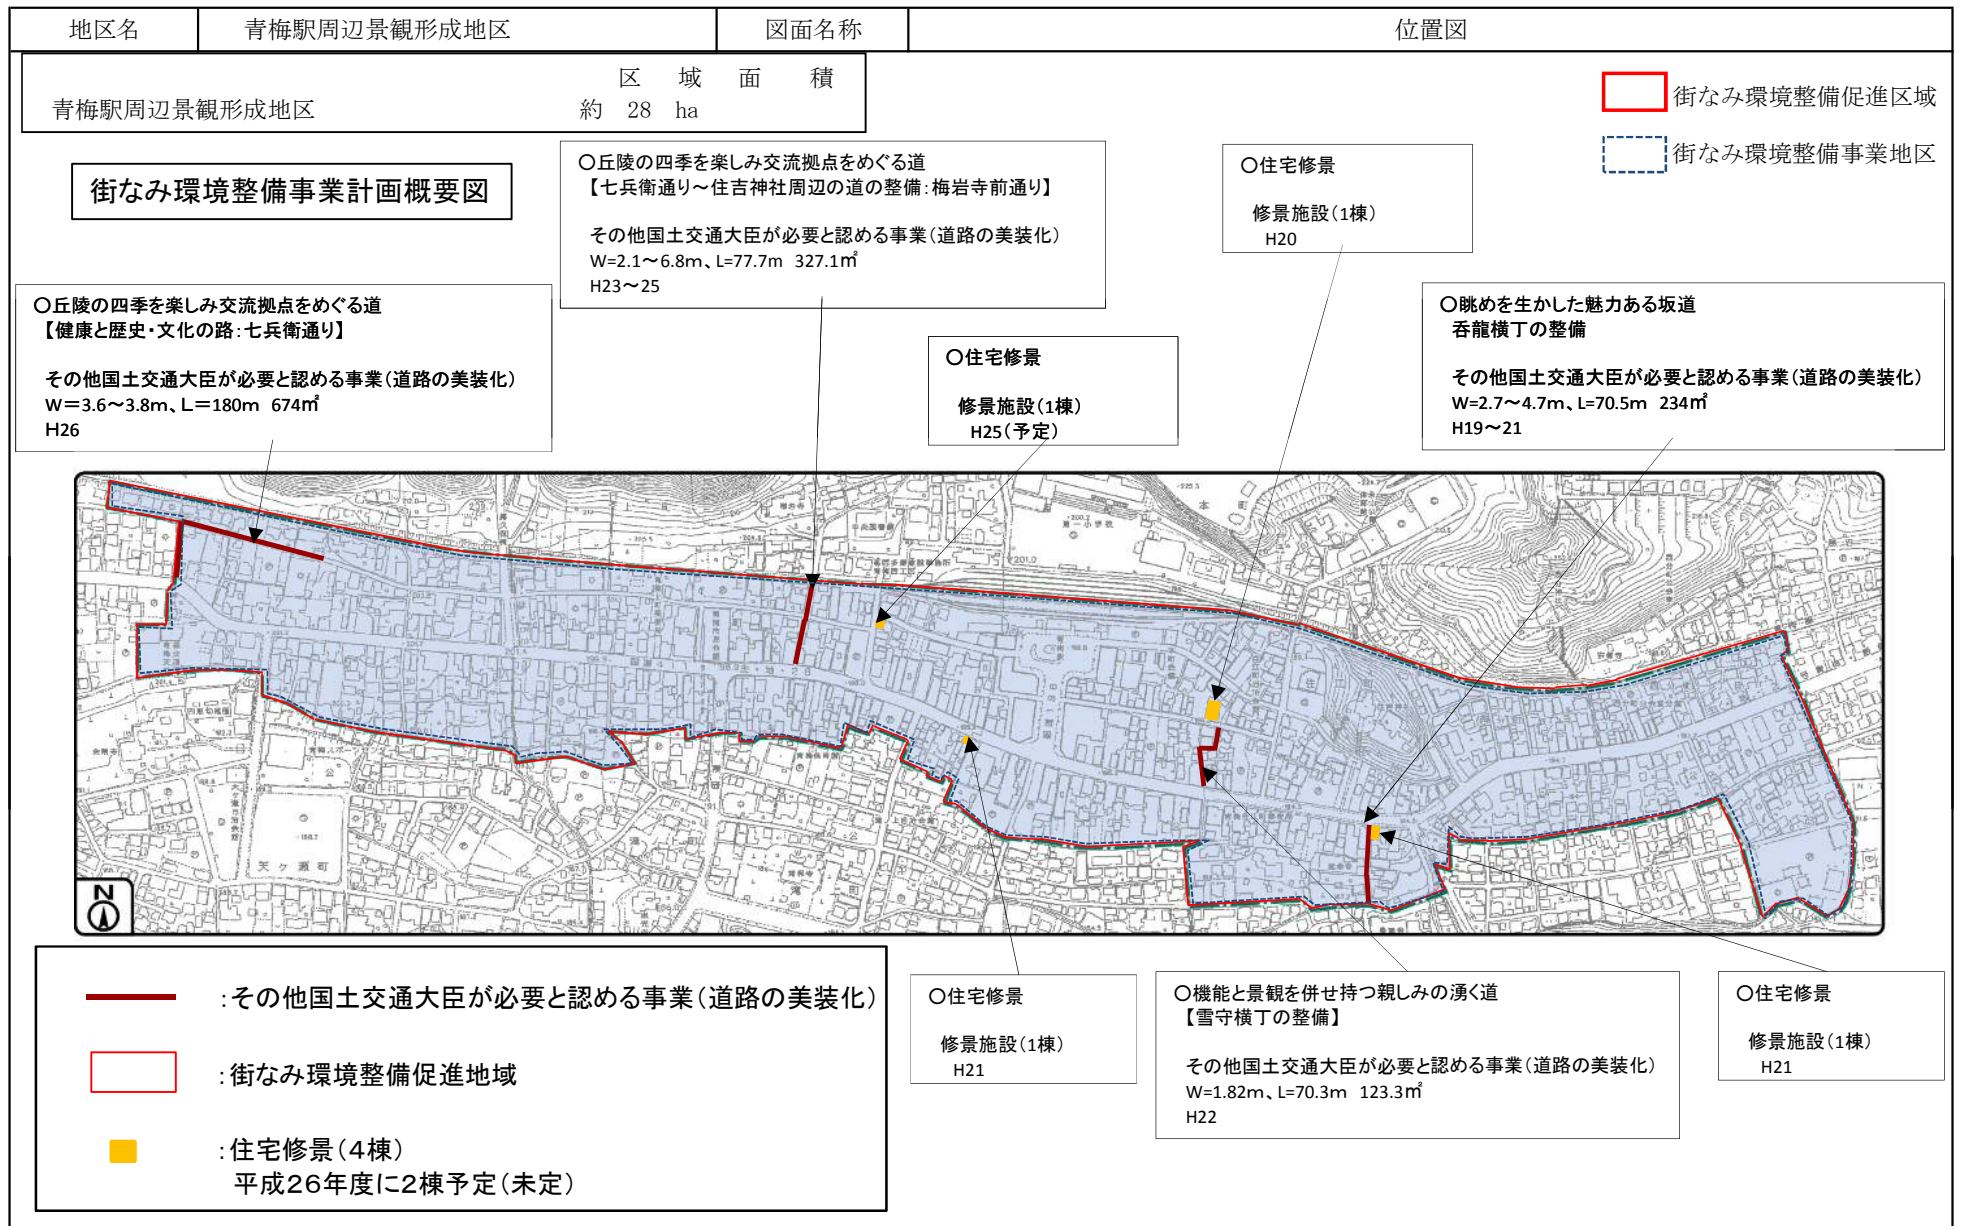 地区名 青梅駅周辺景観形成地区 図面名称 位置図
区域面積
青梅駅周辺景観形成地区 約 28 ha
街なみ環境整備促進区域
街なみ環境整備事業地区
街なみ環境整備事業計画概要図
○丘陵の四季を楽しみ交流拠点をめぐる道
【七兵衛通り～住吉神社周辺の道の整備:梅岩寺前通り】
その他国土交通大臣が必要と認める事業(道路の美装化)
W=2.1～6.8m、L=77.7m 327.1㎡
H23～25
○住宅修景
修景施設(1棟)
H20
○丘陵の四季を楽しみ交流拠点をめぐる道
【健康と歴史・文化の路:七兵衛通り】
その他国土交通大臣が必要と認める事業(道路の美装化)
W＝3.6～3.8m、L＝180m 674㎡
H26
○住宅修景
修景施設(1棟)
H25(予定)
○眺めを生かした魅力ある坂道
呑龍横丁の整備
その他国土交通大臣が必要と認める事業(道路の美装化)
W=2.7～4.7m、L=70.5m 234㎡
H19～21
本町
第一小学校
天ヶ瀬町
滝ノ町
N
:その他国土交通大臣が必要と認める事業(道路の美装化)
:街なみ環境整備促進地域
:住宅修景(4棟)
平成26年度に2棟予定(未定)
○住宅修景
修景施設(1棟)
H21
○機能と景観を併せ持つ親しみの湧く道
【雪守横丁の整備】
その他国土交通大臣が必要と認める事業(道路の美装化)
W=1.82m、L=70.3m 123.3㎡
H22
○住宅修景
修景施設(1棟)
H21